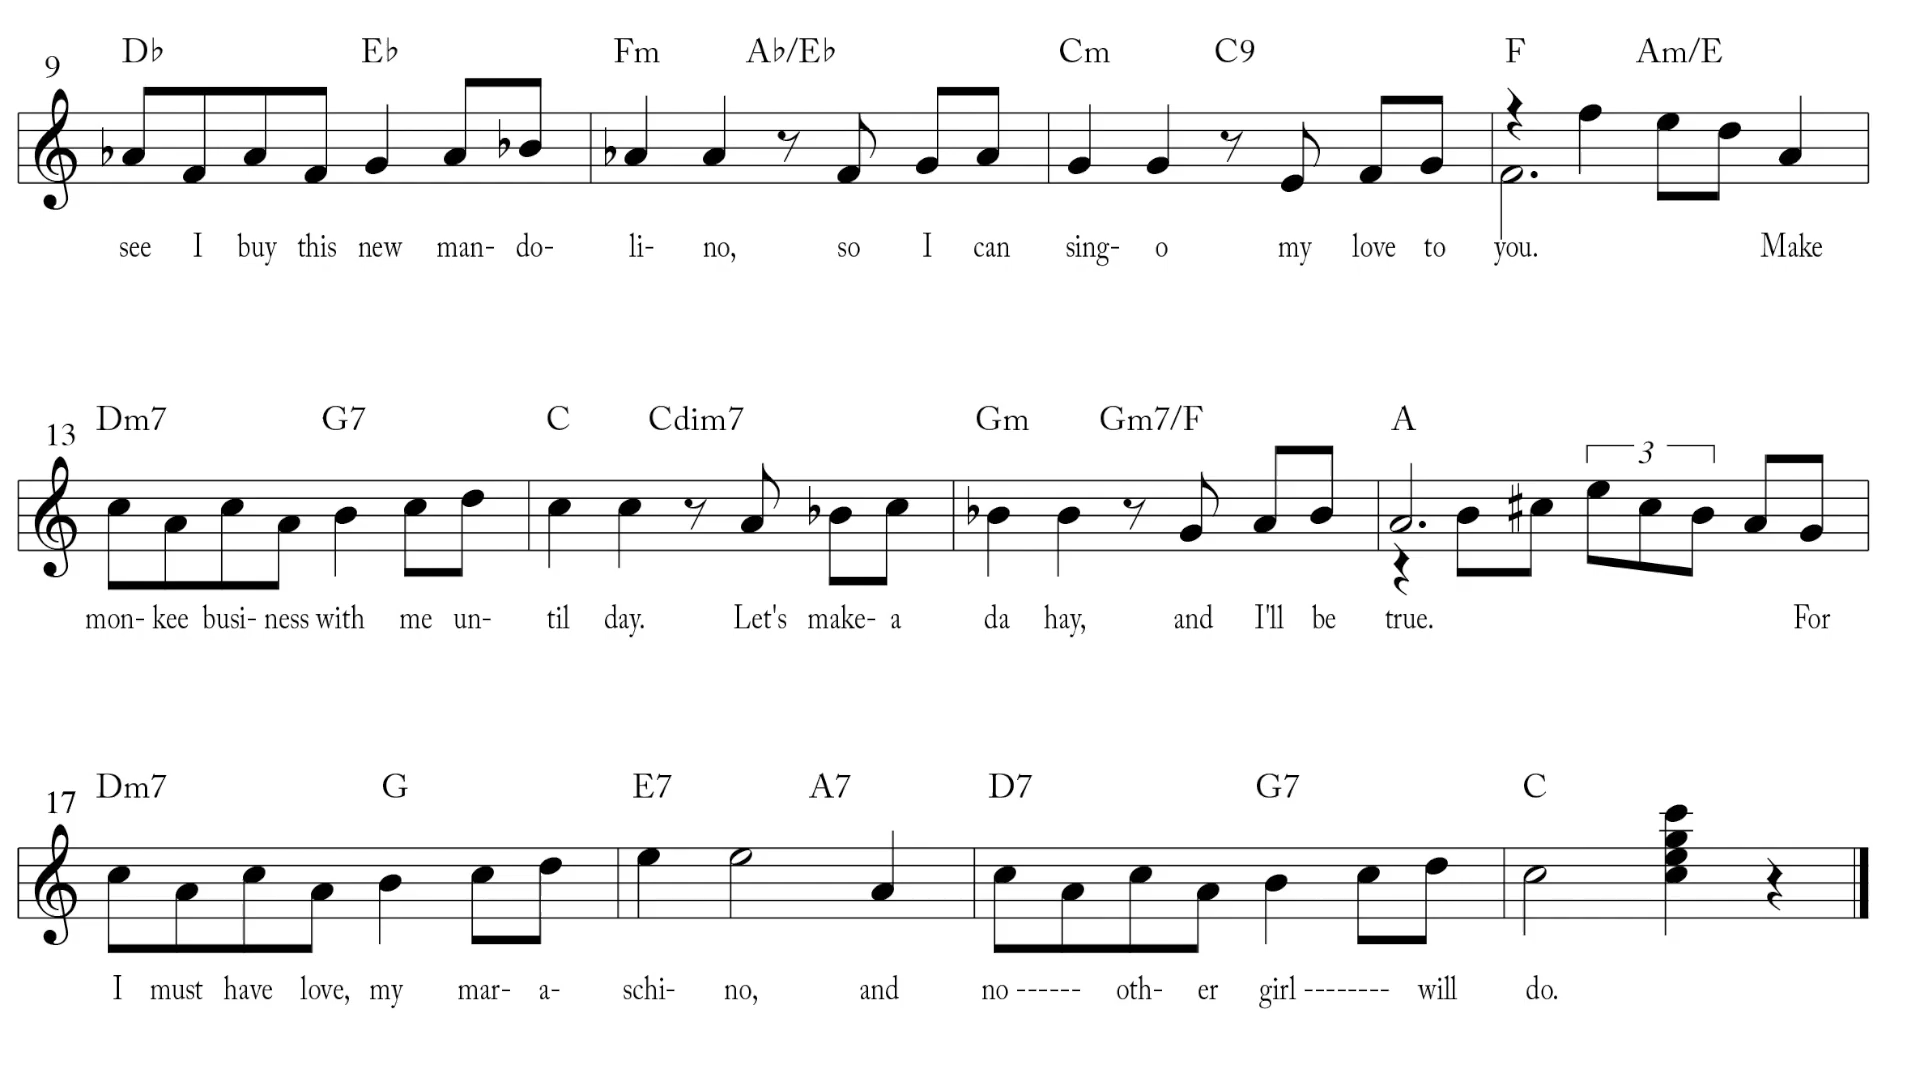 D♭ E♭ Fm A♭/E♭ Cm C9 F Am/E
9
see I buy this new man- do- li- no, so I can sing- o my love to you. Make
Dm7 G7 C Cdim7 Gm Gm7/F A
13
3
mon- kee busi- ness with me un- til day. Let's make- a da hay, and I'll be true. For
Dm7 G E7 A7 D7 G7 C
17
I must have love, my mar- a- schi- no, and no ------ oth- er girl -------- will do.